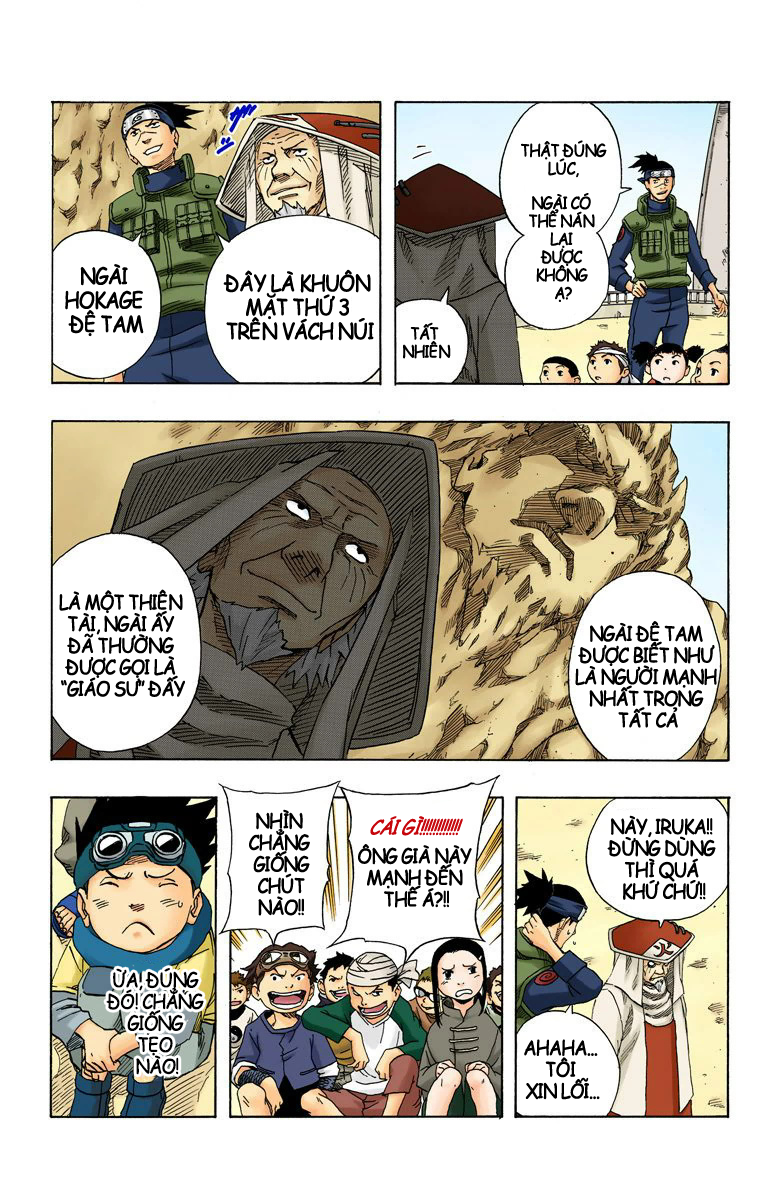 THẬT ĐÚNG
LÚC,
NGÀI CÓ
THỂ NÁN
LẠI
ĐƯỢC
KHÔNG
Ạ?
TẤT
NHIÊN
ĐÂY LÀ KHUÔN
MẶT THỨ 3
TRÊN VÁCH NÚI
NGÀI
HOKAGE
ĐỆ TAM
NGÀI ĐỆ TAM
ĐƯỢC BIẾT NHƯ
LÀ NGƯỜI MẠNH
NHẤT TRONG
TẤT CẢ
LÀ MỘT THIÊN
TÀI, NGÀI ẤY
ĐÃ THƯỜNG
ĐƯỢC GỌI LÀ
"GIÁO SƯ" ĐẤY
NÀY, IRUKA!!
ĐỪNG DÙNG
THÌ QUÁ
KHỨ CHỨ!!
AHAHA...
TÔI
XIN LỖI...
CÁI GÌ!!!!!!!!!!!!
ÔNG GIÀ NÀY
MẠNH ĐẾN
THẾ Á?!!
NHÌN
CHẲNG
GIỐNG
CHÚT
NÀO!!
ỪA, ĐÚNG
ĐÓ! CHẲNG
GIỐNG
TẸO
NÀO!